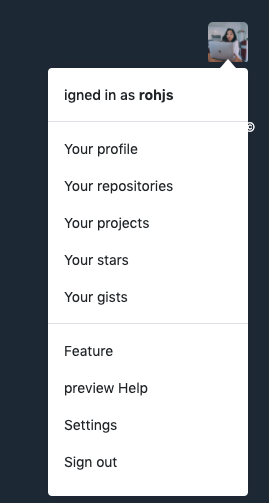 igned in as rohjs
©
Your profile
Your repositories
Your projects
Your stars
Your gists
Feature
preview Help
Settings
Sign out